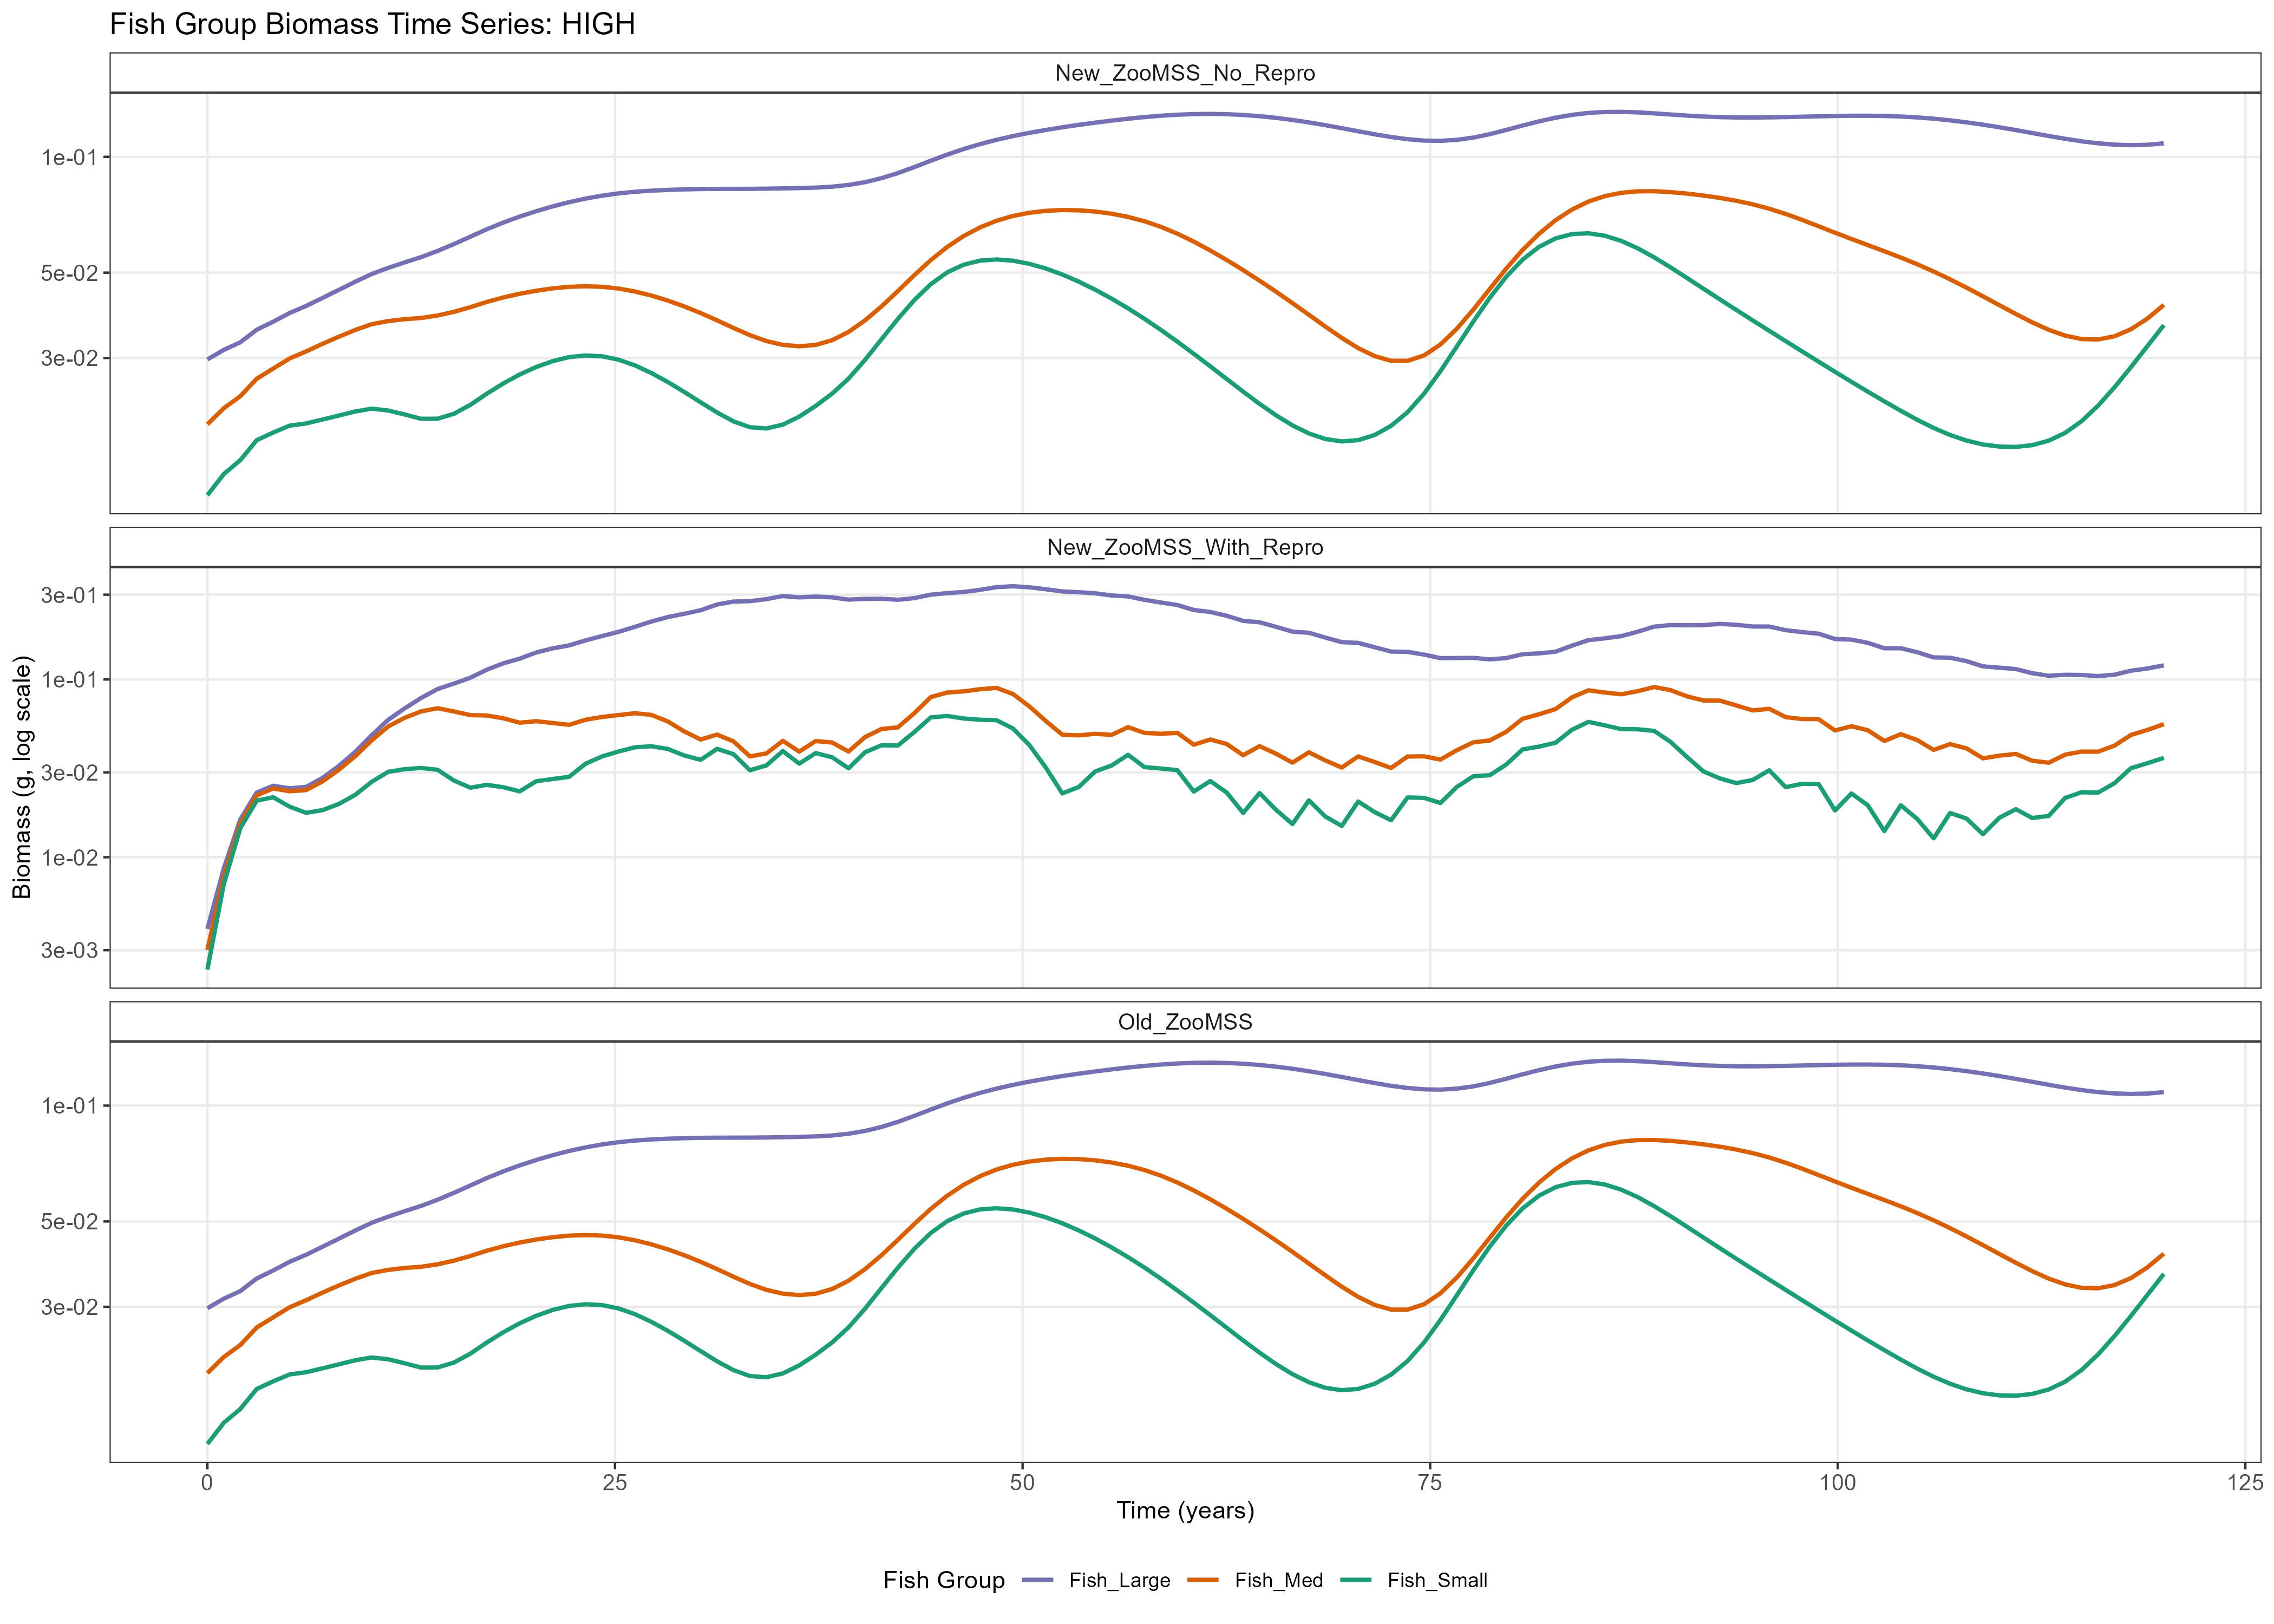 Fish Group Biomass Time Series: HIGH
New_ZooMSS_No_Repro
1e-01
5e-02
3e-02
New_ZooMSS_With_Repro
3e-01
1e-01
3e-02
1e-02
3e-03
Biomass (g, log scale)
Old_ZooMSS
1e-01
5e-02
3e-02
0 25 50 75 100 125
Time (years)
Fish Group Fish_Large Fish_Med Fish_Small